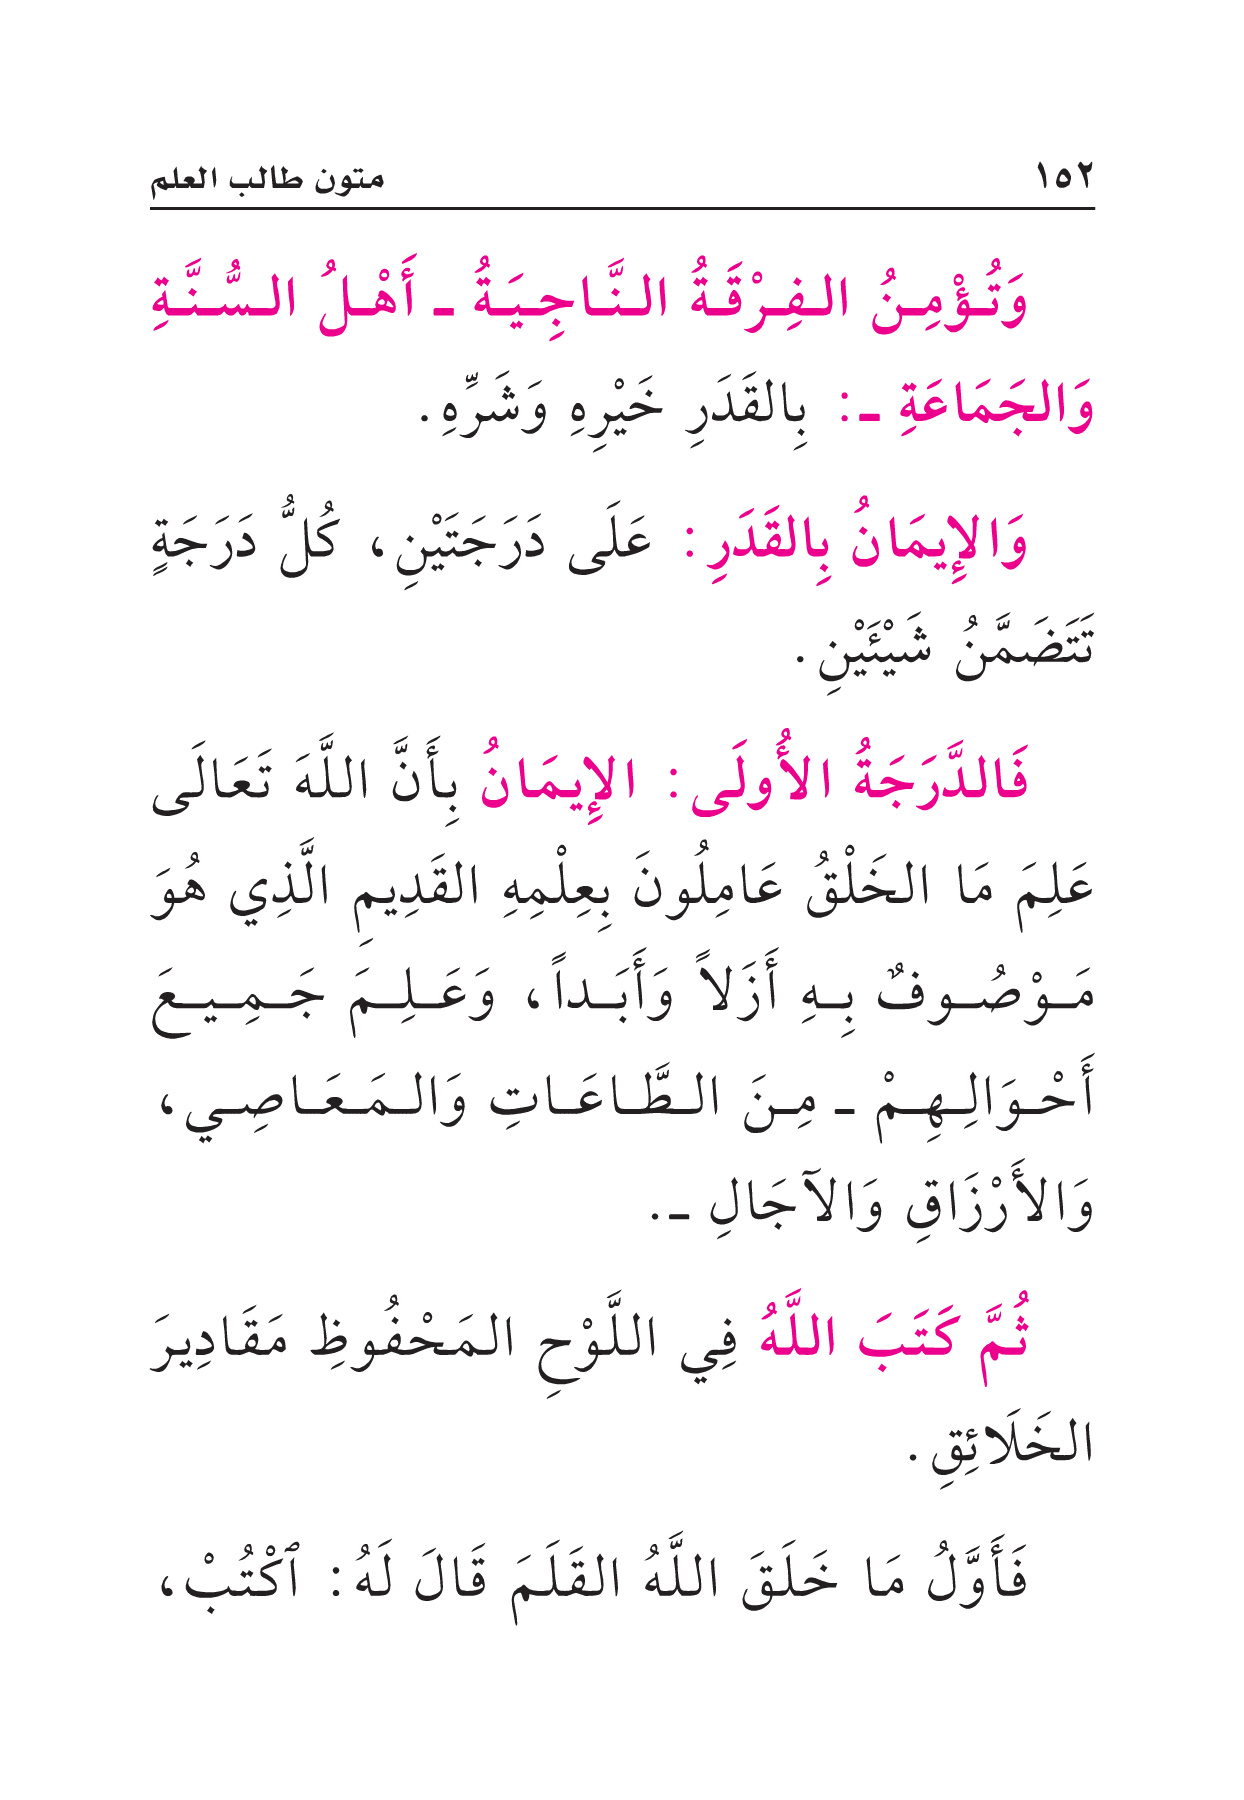 ١٥٢ متون طالب العلم
وَتُؤْمِنُ الفِرْقَةُ النَّاجِيَةُ ـ أَهْلُ السُّنَّةِ
وَالجَمَاعَةِ ـ: بِالقَدَرِ خَيْرِهِ وَشَرِّهِ.
وَالإِيمَانُ بِالقَدَرِ: عَلَى دَرَجَتَيْنِ، كُلُّ دَرَجَةٍ
تَتَضَمَّنُ شَيْئَيْنِ.
فَالدَّرَجَةُ الأُولَى: الإِيمَانُ بِأَنَّ اللَّهَ تَعَالَى
عَلِمَ مَا الخَلْقُ عَامِلُونَ بِعِلْمِهِ القَدِيمِ الَّذِي هُوَ
مَوْصُوفٌ بِهِ أَزَلاً وَأَبَداً، وَعَلِمَ جَمِيعَ
أَحْوَالِهِمْ ـ مِنَ الطَّاعَاتِ وَالمَعَاصِي،
وَالأَرْزَاقِ وَالآجَالِ ـ.
ثُمَّ كَتَبَ اللَّهُ فِي اللَّوْحِ المَحْفُوظِ مَقَادِيرَ
الخَلَائِقِ.
فَأَوَّلُ مَا خَلَقَ اللَّهُ القَلَمَ قَالَ لَهُ: ٱكْتُبْ،